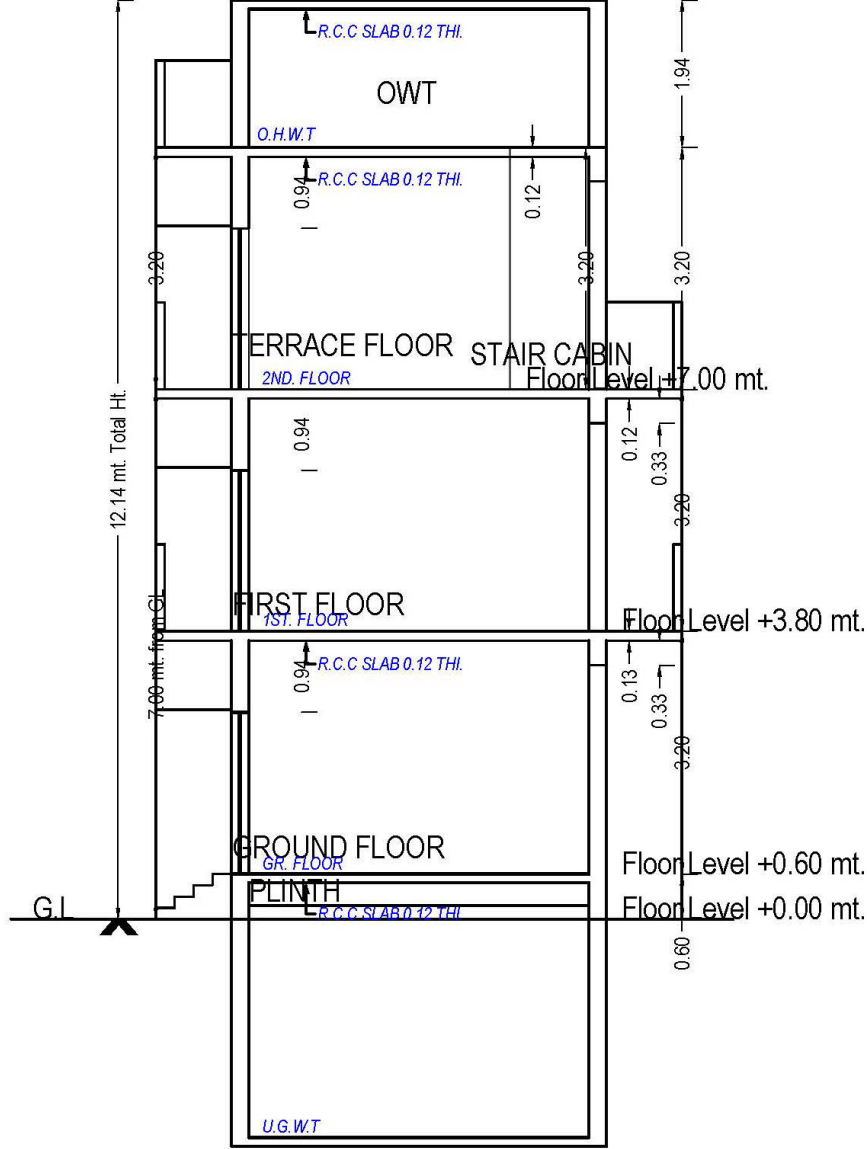 R.C.C SLAB 0.12 THI.
1.94
OWT
O.H.W.T
R.C.C SLAB 0.12 THI.
0.94
0.12
3.20
3.20
3.20
TERRACE FLOOR
STAIR CABIN
2ND. FLOOR
Floor Level +7.00 mt.
12.14 mt. Total Ht.
0.94
0.12
0.33
3.20
FIRST FLOOR
1ST. FLOOR
Floor Level +3.80 mt.
7.00 mt. from GL
R.C.C SLAB 0.12 THI.
0.94
0.13
0.33
3.20
GROUND FLOOR
GR. FLOOR
Floor Level +0.60 mt.
PLINTH
G.L
R.C.C SLAB 0.12 THI.
Floor Level +0.00 mt.
0.60
U.G.W.T